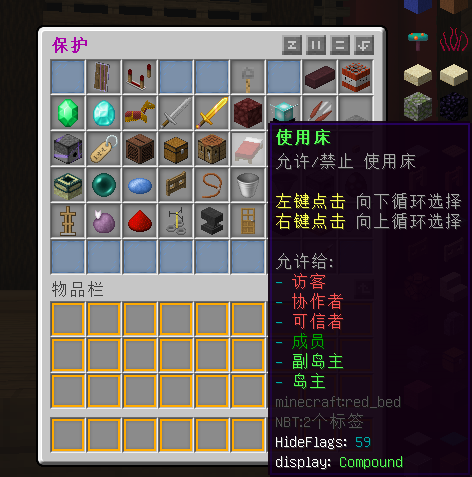 保护
使用床
允许/禁止 使用床
左键点击 向下循环选择
右键点击 向上循环选择
允许给:
- 访客
- 协作者
- 可信者
- 成员
- 副岛主
- 岛主
minecraft:red_bed
NBT:2个标签
HideFlags: 59
display: Compound
物品栏